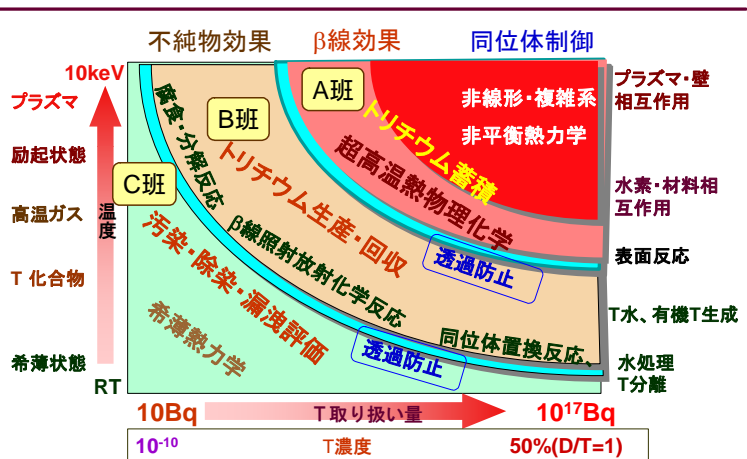 不純物効果
β線効果
同位体制御
10keV
プラズマ
励起状態
高温ガス
T 化合物
希薄状態
RT
温度
A班
B班
C班
非線形・複雑系
非平衡熱力学
トリチウム蓄積
超高温熱物理化学
腐食・分解反応
トリチウム生産・回収
β線照射放射化学反応
透過防止
同位体置換反応、
汚染・除染・漏洩評価
透過防止
希薄熱力学
プラズマ・壁
相互作用
水素・材料相
互作用
表面反応
T水、有機T生成
水処理
T分離
10Bq
T取り扱い量
10¹⁷Bq
10⁻¹⁰
T濃度
50%(D/T=1)